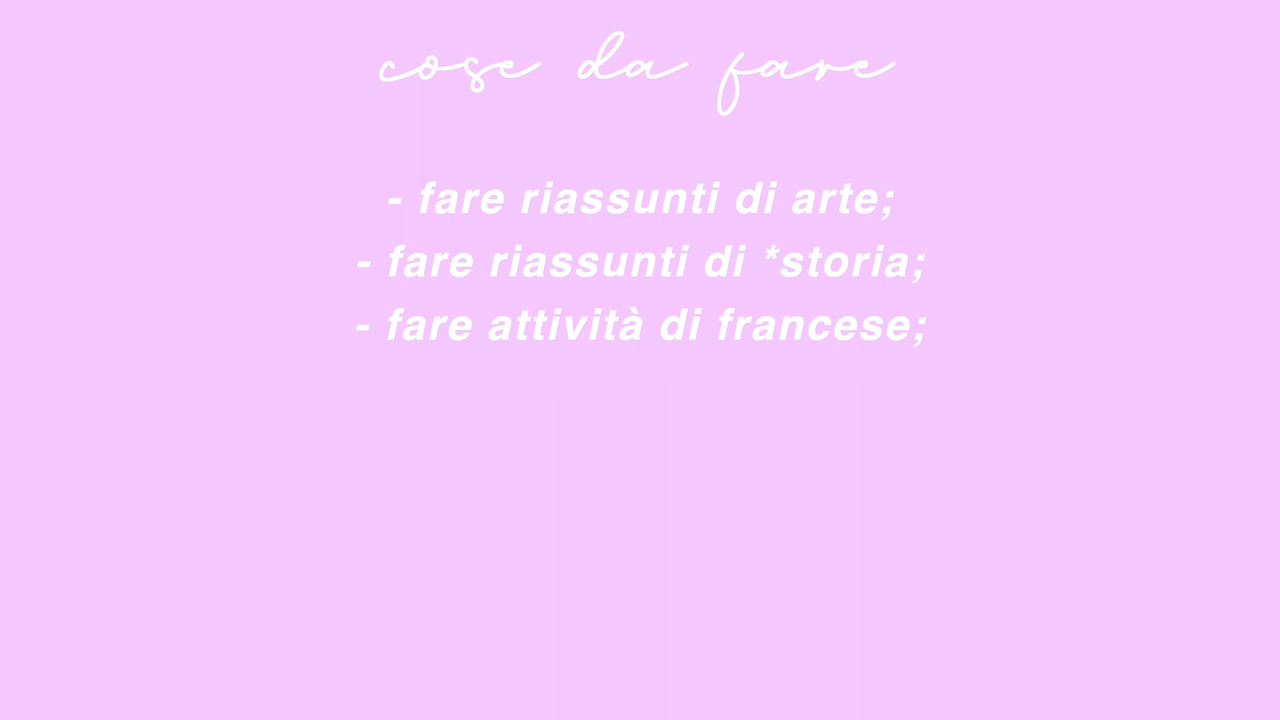 cose da fare
- fare riassunti di arte;
- fare riassunti di *storia;
- fare attività di francese;